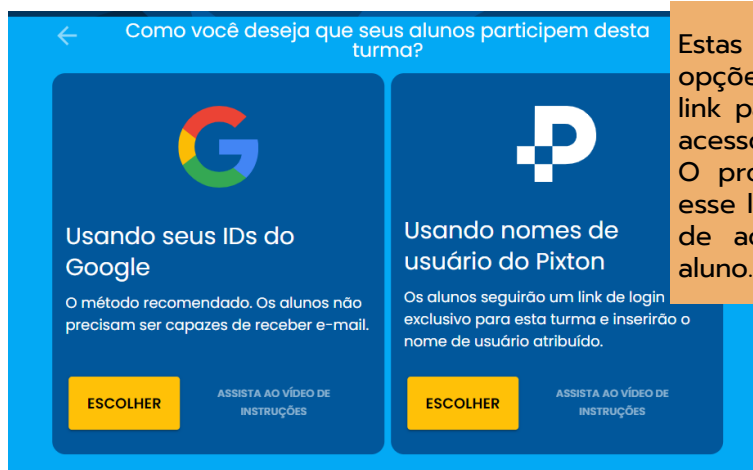 Como você deseja que seus alunos participem desta
turma?
Usando seus IDs do
Google
O método recomendado. Os alunos não
precisam ser capazes de receber e-mail.
ESCOLHER
ASSISTA AO VÍDEO DE
INSTRUÇÕES
Usando nomes de
usuário do Pixton
Os alunos seguirão um link de login
exclusivo para esta turma e inserirão o
nome de usuário atribuído.
ESCOLHER
ASSISTA AO VÍDEO DE
INSTRUÇÕES
Estas
link
O
esse
de
aluno.